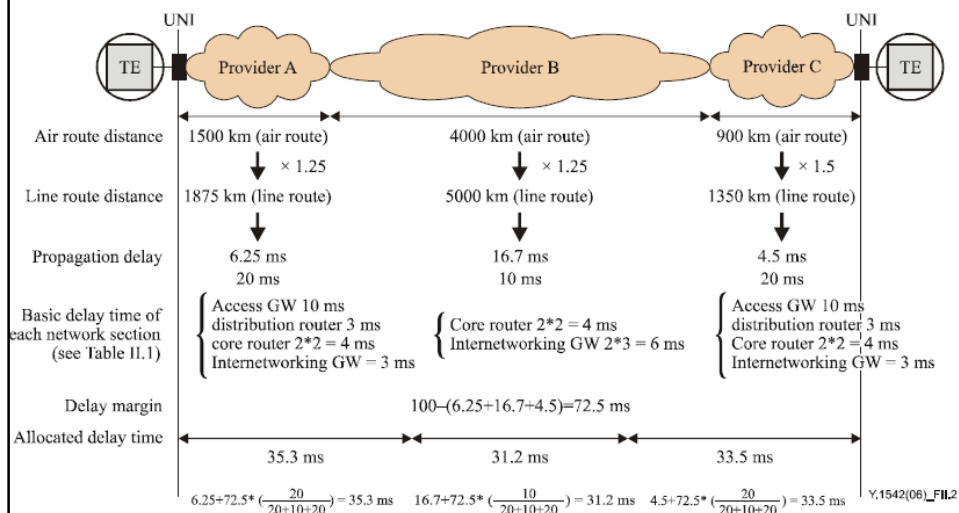 UNI UNI
TE Provider A Provider B Provider C TE
Air route distance 1500 km (air route) 4000 km (air route) 900 km (air route)
× 1.25 × 1.25 × 1.5
Line route distance 1875 km (line route) 5000 km (line route) 1350 km (line route)
Propagation delay 6.25 ms 16.7 ms 4.5 ms
20 ms 10 ms 20 ms
Basic delay time of
each network section
(see Table II.1)
Access GW 10 ms
distribution router 3 ms
core router 2*2 = 4 ms
Internetworking GW = 3 ms
Core router 2*2 = 4 ms
Internetworking GW 2*3 = 6 ms
Access GW 10 ms
distribution router 3 ms
Core router 2*2 = 4 ms
Internetworking GW = 3 ms
Delay margin 100–(6.25+16.7+4.5)=72.5 ms
Allocated delay time
35.3 ms 31.2 ms 33.5 ms
6.25+72.5* (20/20+10+20) = 35.3 ms 16.7+72.5* (10/20+10+20) = 31.2 ms 4.5+72.5* (20/20+10+20) = 33.5 ms
Y.1542(06)_FII.2